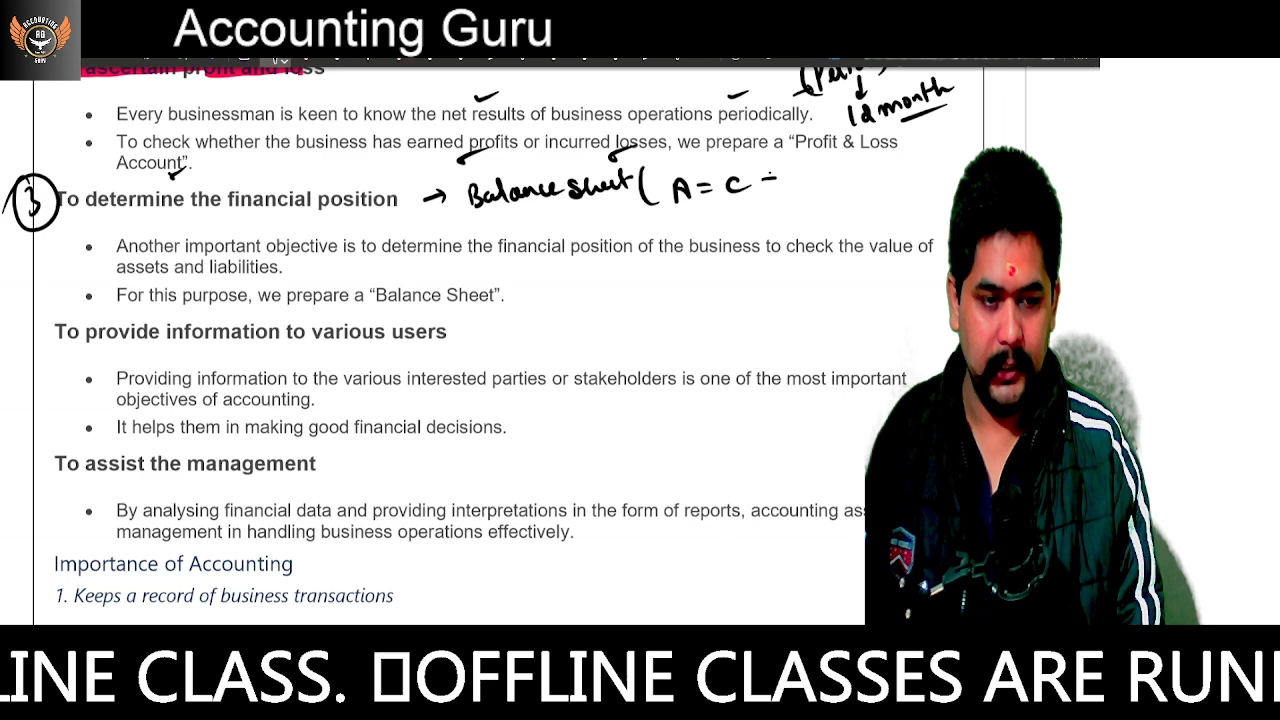 Accounting Guru
ACCOUNTING
AG
GURU
ascertain profit and loss
12 month
Every businessman is keen to know the net results of business operations periodically.
To check whether the business has earned profits or incurred losses, we prepare a “Profit & Loss
Account”.
3 To determine the financial position → Balance sheet ( A = C
Another important objective is to determine the financial position of the business to check the value of
assets and liabilities.
For this purpose, we prepare a “Balance Sheet”.
To provide information to various users
Providing information to the various interested parties or stakeholders is one of the most important
objectives of accounting.
It helps them in making good financial decisions.
To assist the management
By analysing financial data and providing interpretations in the form of reports, accounting
management in handling business operations effectively.
Importance of Accounting
1. Keeps a record of business transactions
LINE CLASS. OFFLINE CLASSES ARE